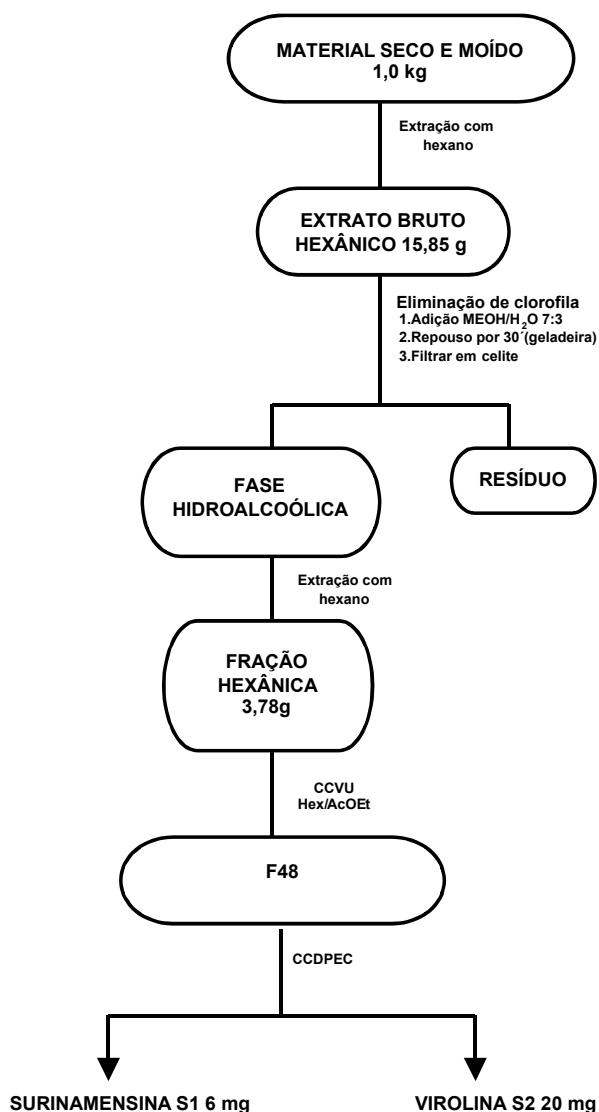 MATERIAL SECO E MOÍDO
1,0 kg
Extração com
hexano
EXTRATO BRUTO
HEXÂNICO 15,85 g
Eliminação de clorofila
1.Adição MEOH/H2O 7:3
2.Repouso por 30´(geladeira)
3.Filtrar em celite
FASE
HIDROALCOÓLICA
RESÍDUO
Extração com
hexano
FRAÇÃO
HEXÂNICA
3,78g
CCVU
Hex/AcOEt
F48
CCDPEC
SURINAMENSINA S1 6 mg
VIROLINA S2 20 mg